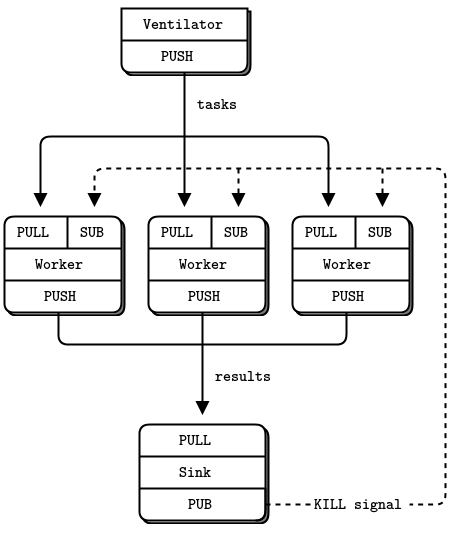 Ventilator
PUSH
tasks
PULL SUB PULL SUB PULL SUB
Worker Worker Worker
PUSH PUSH PUSH
results
PULL
Sink
PUB KILL signal